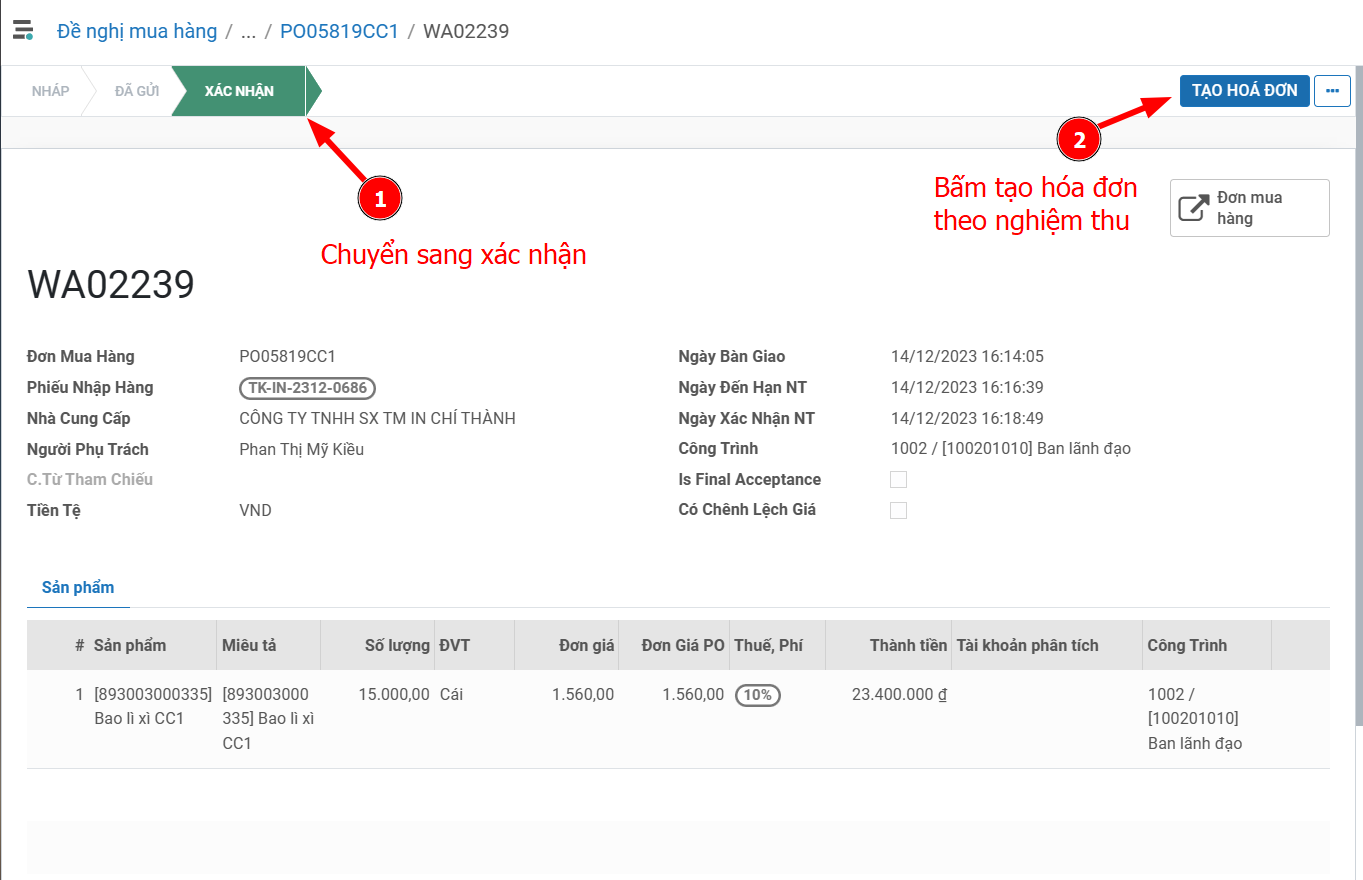 Đề nghị mua hàng / ... / PO05819CC1 / WA02239
NHÁP
ĐÃ GỬI
XÁC NHẬN
TẠO HOÁ ĐƠN
...
1
Chuyển sang xác nhận
2
Bấm tạo hóa đơn
theo nghiệm thu
Đơn mua
hàng
WA02239
Đơn Mua Hàng PO05819CC1
Phiếu Nhập Hàng TK-IN-2312-0686
Nhà Cung Cấp CÔNG TY TNHH SX TM IN CHÍ THÀNH
Người Phụ Trách Phan Thị Mỹ Kiều
C.Từ Tham Chiếu
Tiền Tệ VND
Ngày Bàn Giao 14/12/2023 16:14:05
Ngày Đến Hạn NT 14/12/2023 16:16:39
Ngày Xác Nhận NT 14/12/2023 16:18:49
Công Trình 1002 / [100201010] Ban lãnh đạo
Is Final Acceptance
Có Chênh Lệch Giá
Sản phẩm
# Sản phẩm Miêu tả Số lượng ĐVT Đơn giá Đơn Giá PO Thuế, Phí Thành tiền Tài khoản phân tích Công Trình
1 [893003000335] [893003000 15.000,00 Cái 1.560,00 1.560,00 10% 23.400.000 ₫ 1002 /
Bao lì xì CC1 335] Bao lì xì [100201010]
CC1 Ban lãnh đạo